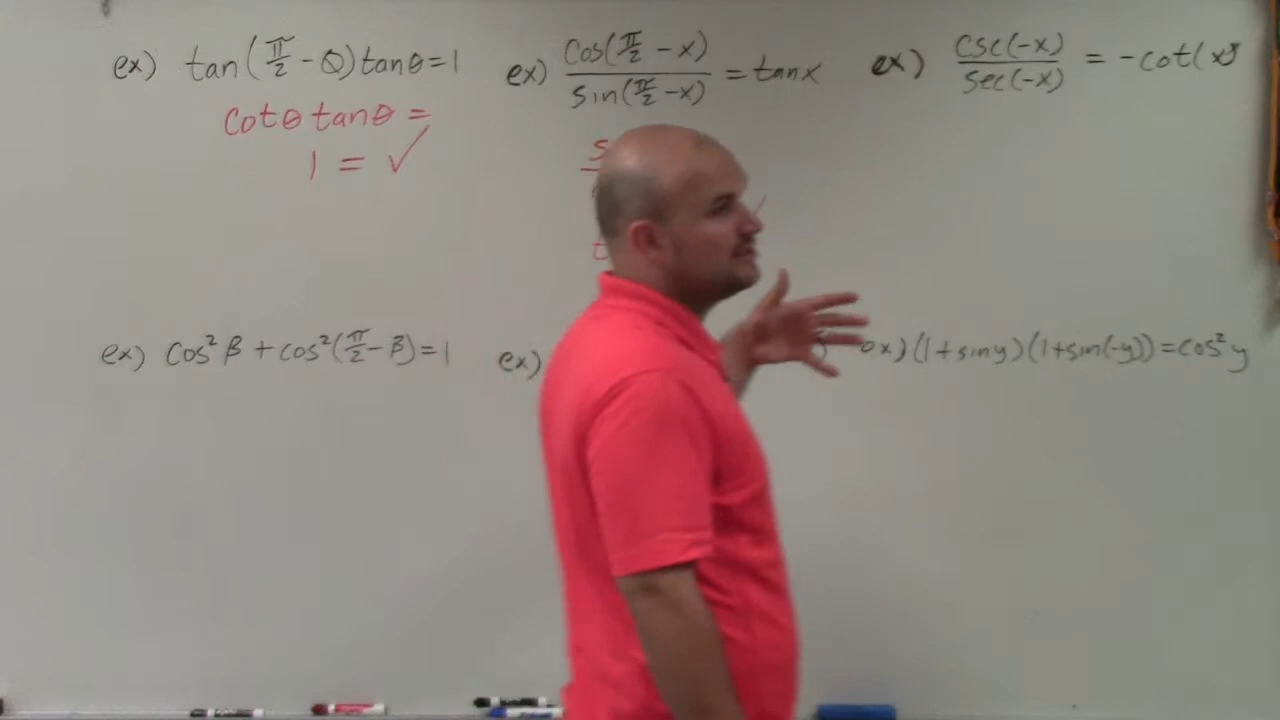 ex) tan(π/2 - θ)tanθ=1
cotθ tanθ =
1 = ✓
ex) cos(π/2 - x)/sin(π/2 - x) = tanx
ex) csc(-x)/sec(-x) = -cot(x)
ex) cos²β + cos²(π/2 - β) = 1
ex)
(1+siny)(1+sin(-y))=cos²y